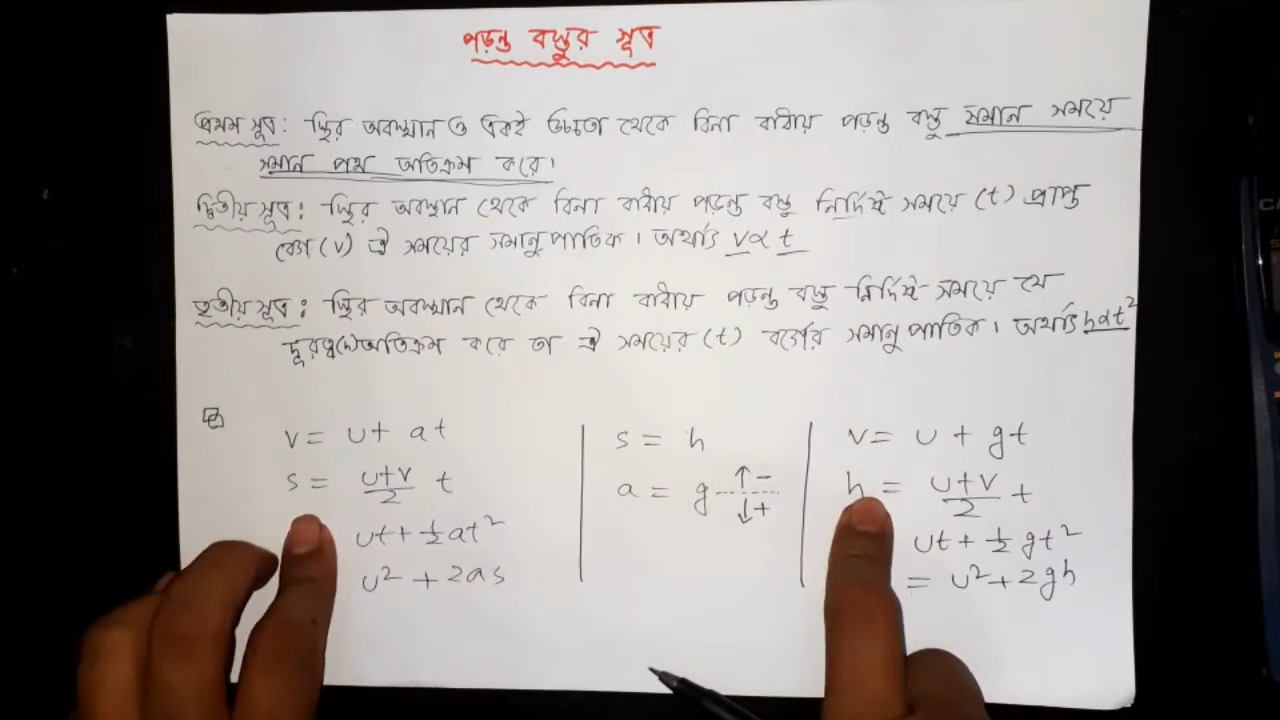 পড়ন্ত বস্তুর সূত্র
প্রথম সূত্র: স্থির অবস্থান ও একই উচ্চতা থেকে বিনা বাধায় পড়ন্ত বস্তু সমান সময়ে
সমান পথ অতিক্রম করে।
দ্বিতীয় সূত্র: স্থির অবস্থান থেকে বিনা বাধায় পড়ন্ত বস্তু নির্দিষ্ট সময়ে (t) প্রাপ্ত
বেগ (v) ঐ সময়ের সমানুপাতিক। অর্থাৎ v∝t
তৃতীয় সূত্র: স্থির অবস্থান থেকে বিনা বাধায় পড়ন্ত বস্তু নির্দিষ্ট সময়ে যে
অতিক্রম করে তা ঐ সময়ের (t) বর্গের সমানুপাতিক। অর্থাৎ h∝t²
v = u + at
s = (u+v)/2 t
ut + ½at²
u² + 2as
s = h
a = g ↑ −
↓ +
v = u + gt
h = (u+v)/2 t
ut + ½gt²
= u² + 2gh